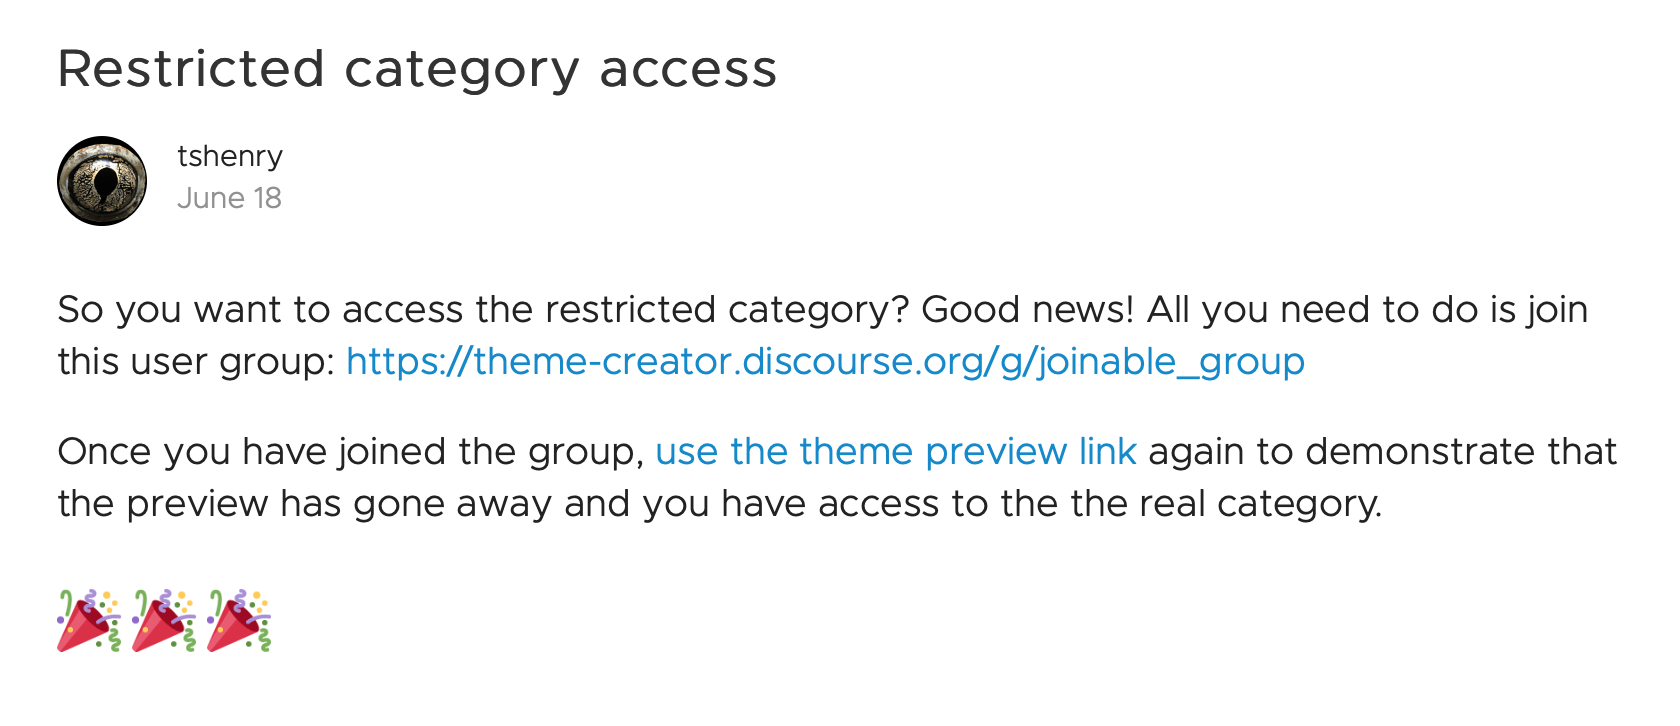 Restricted category access
tshenry
June 18
So you want to access the restricted category? Good news! All you need to do is join
this user group: https://theme-creator.discourse.org/g/joinable_group
Once you have joined the group, use the theme preview link again to demonstrate that
the preview has gone away and you have access to the the real category.